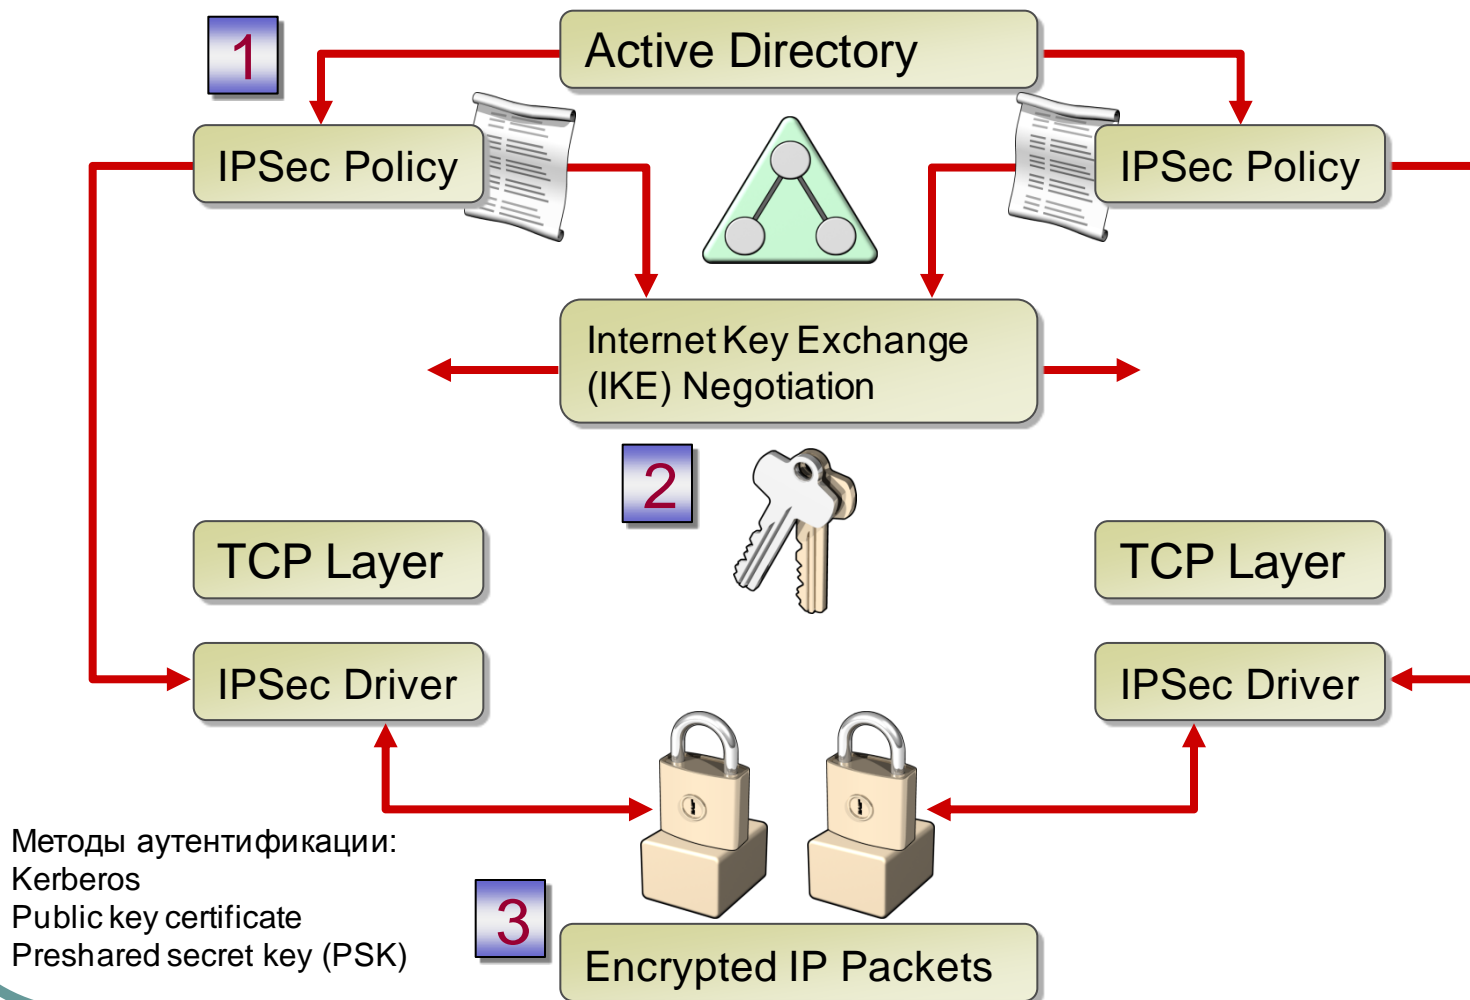 1
Active Directory
IPSec Policy
IPSec Policy
Internet Key Exchange
(IKE) Negotiation
2
TCP Layer
TCP Layer
IPSec Driver
IPSec Driver
Методы аутентификации:
Kerberos
Public key certificate
Preshared secret key (PSK)
3
Encrypted IP Packets